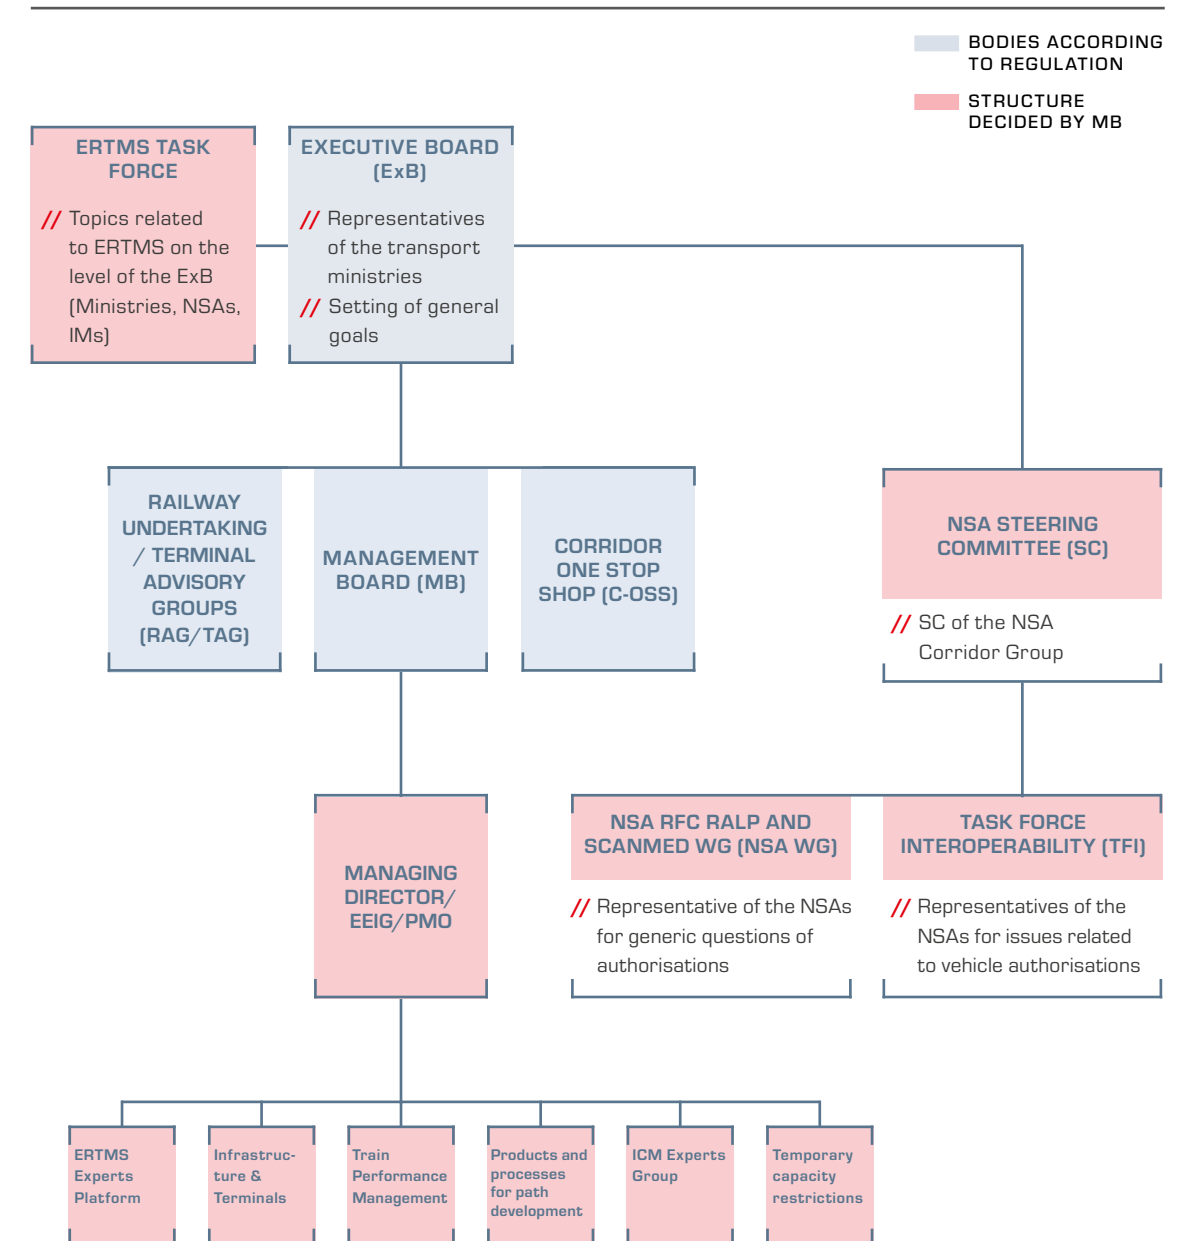 BODIES ACCORDING
TO REGULATION
STRUCTURE
DECIDED BY MB
ERTMS TASK
FORCE
// Topics related
to ERTMS on the
level of the ExB
(Ministries, NSAs,
IMs)
EXECUTIVE BOARD
(ExB)
// Representatives
of the transport
ministries
// Setting of general
goals
RAILWAY
UNDERTAKING
/ TERMINAL
ADVISORY
GROUPS
(RAG/TAG)
MANAGEMENT
BOARD (MB)
CORRIDOR
ONE STOP
SHOP (C-OSS)
NSA STEERING
COMMITTEE (SC)
// SC of the NSA
Corridor Group
MANAGING
DIRECTOR/
EEIG/PMO
NSA RFC RALP AND
SCANMED WG (NSA WG)
// Representative of the NSAs
for generic questions of
authorisations
TASK FORCE
INTEROPERABILITY (TFI)
// Representatives of the
NSAs for issues related
to vehicle authorisations
ERTMS
Experts
Platform
Infrastruc-
ture &
Terminals
Train
Performance
Management
Products and
processes
for path
development
ICM Experts
Group
Temporary
capacity
restrictions